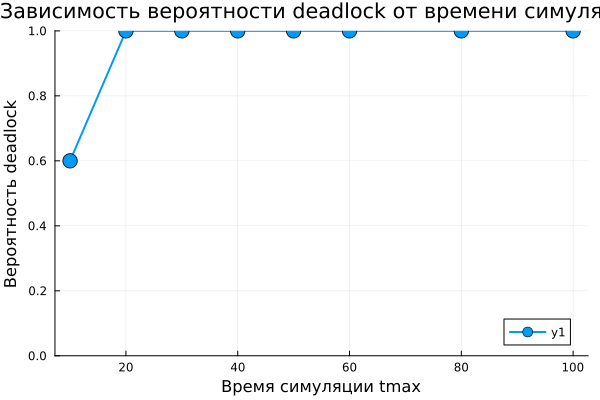 Зависимость вероятности deadlock от времени симуля
1.0
0.8
0.6
0.4
0.2
0.0
Вероятность deadlock
y1
20
40
60
80
100
Время симуляции tmax